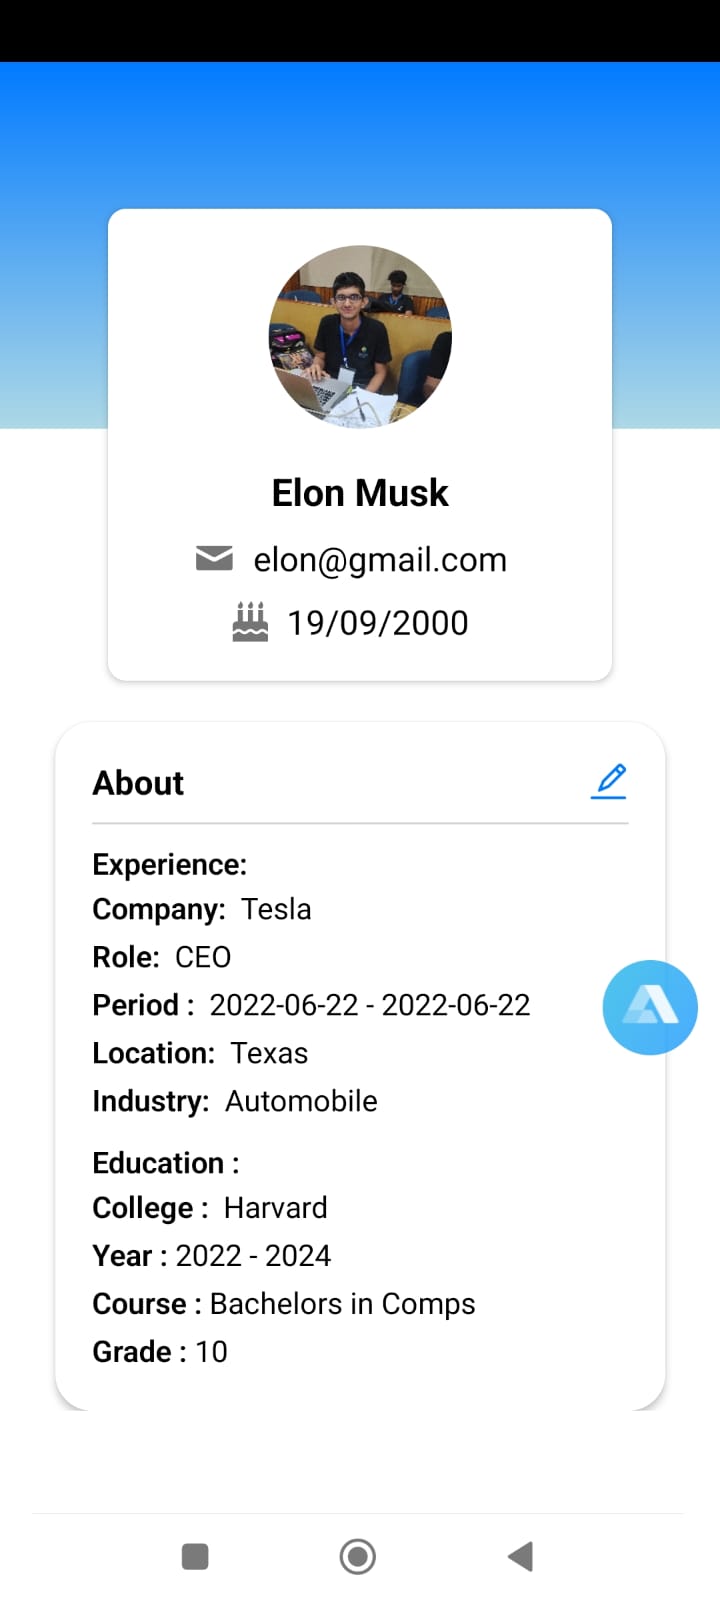 Elon Musk
elon@gmail.com
19/09/2000
About
Experience:
Company: Tesla
Role: CEO
Period : 2022-06-22 - 2022-06-22
Location: Texas
Industry: Automobile
Education :
College : Harvard
Year : 2022 - 2024
Course : Bachelors in Comps
Grade : 10